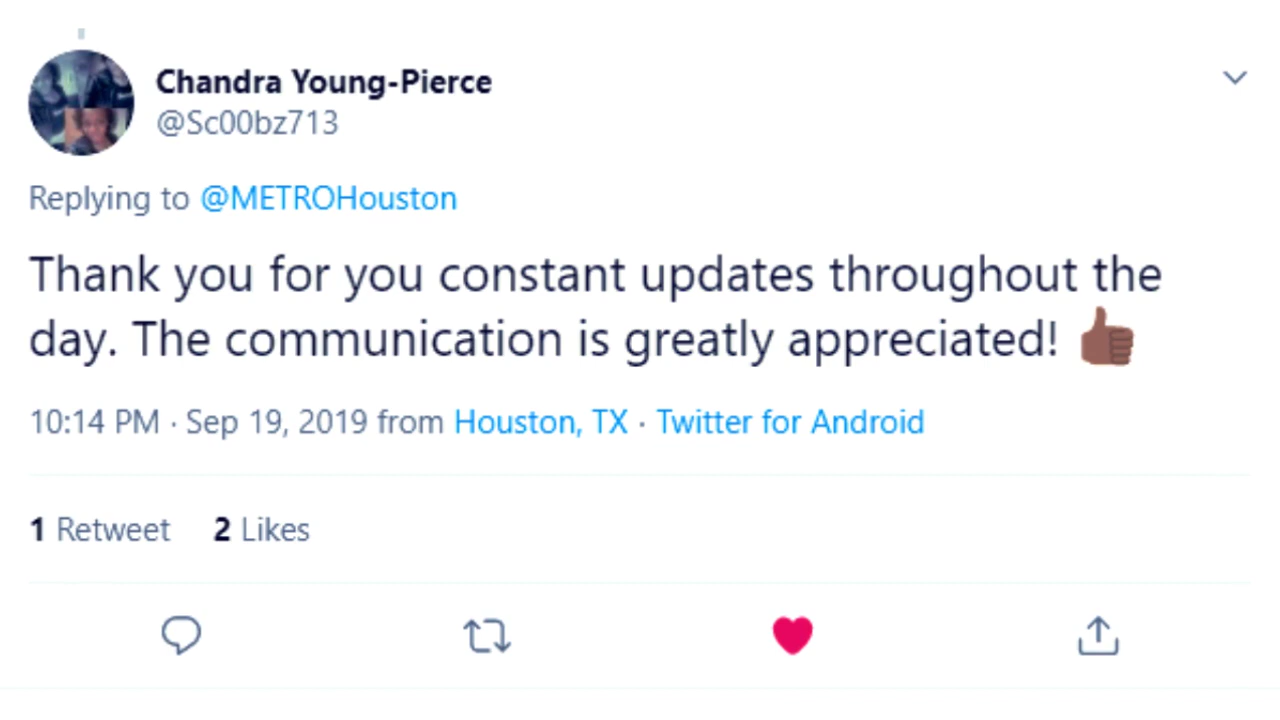 Chandra Young-Pierce
@Sc00bz713
Replying to @METROHouston
Thank you for you constant updates throughout the
day. The communication is greatly appreciated! 👍🏾
10:14 PM · Sep 19, 2019 from Houston, TX · Twitter for Android
1 Retweet 2 Likes